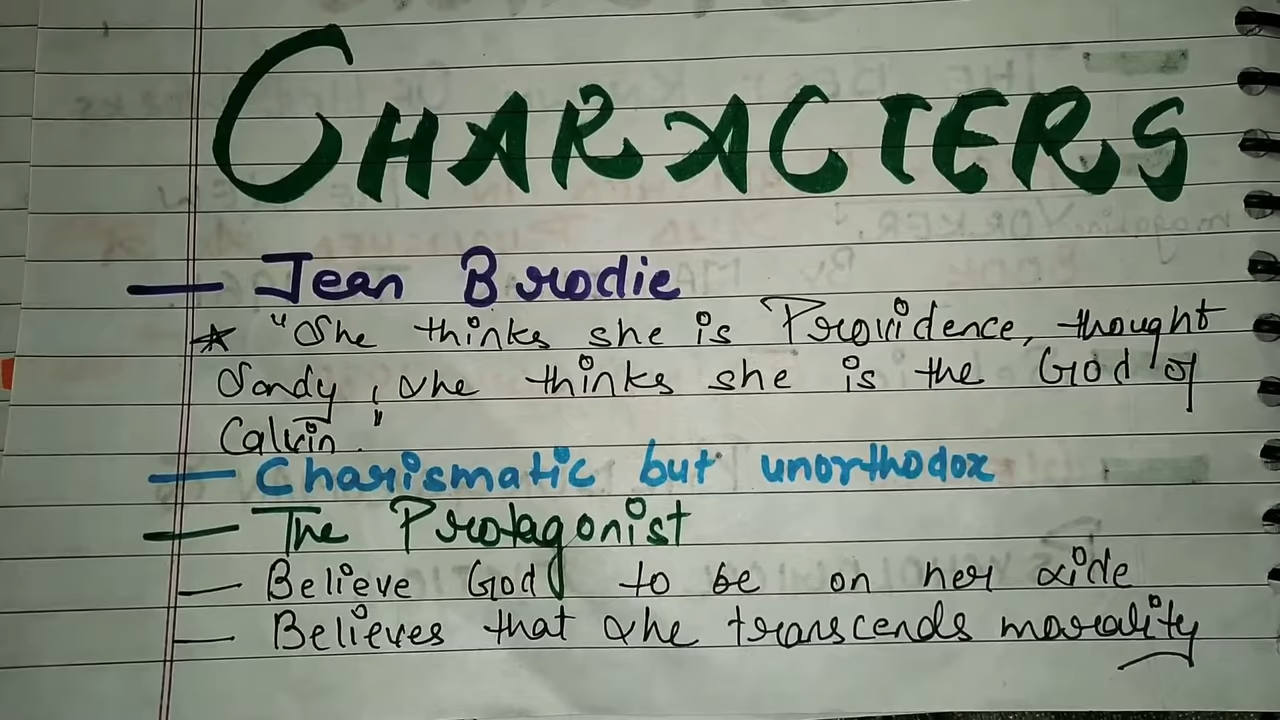 CHARACTERS
— Jean Brodie
* "She thinks she is Providence, thought
Sandy, she thinks she is the God of
Calvin."
— Charismatic but unorthodox
— The Protagonist
— Believe God to be on her side
— Believes that she transcends morality